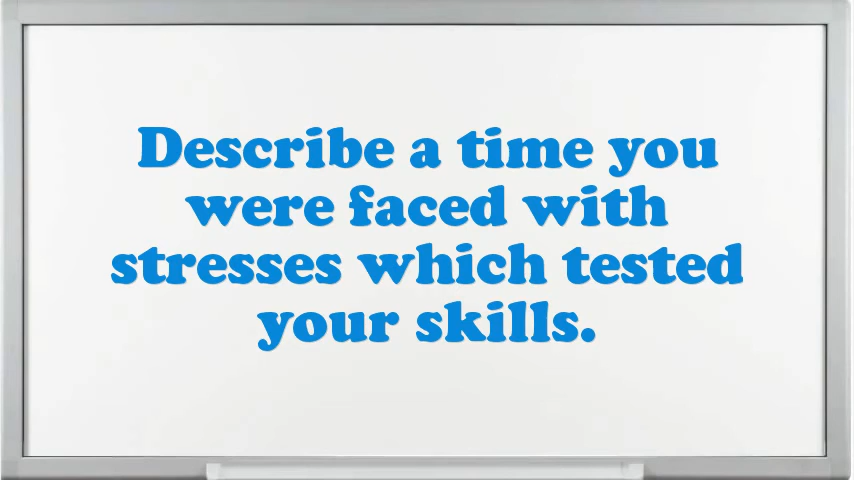 Describe a time you
were faced with
stresses which tested
your skills.